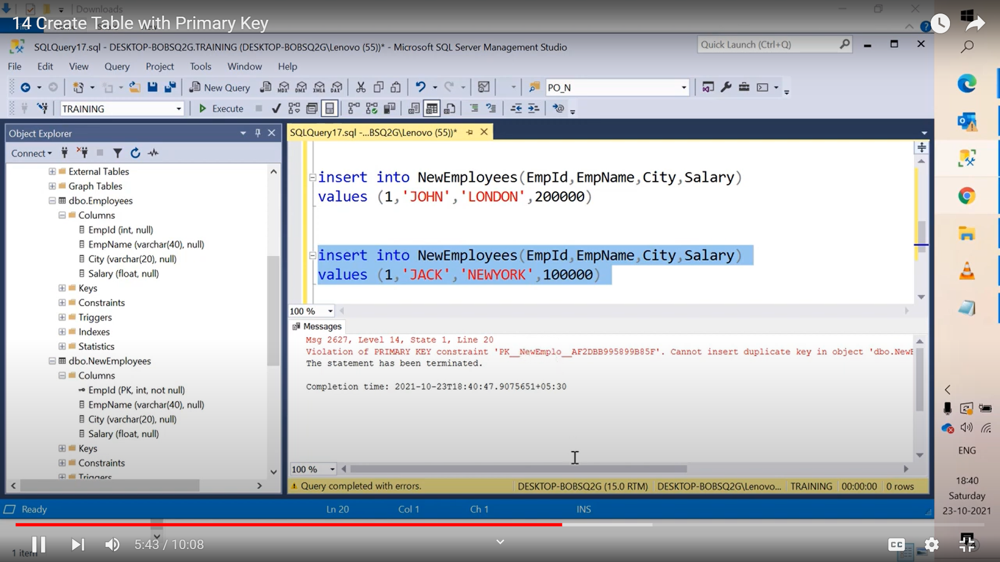 Downloads
14 Create Table with Primary Key
SQLQuery17.sql - DESKTOP-BOBSQ2G.TRAINING (DESKTOP-BOBSQ2G\Lenovo (55))* - Microsoft SQL Server Management Studio
Quick Launch (Ctrl+Q)
File Edit View Query Project Tools Window Help
New Query
MDX DMX XMLA DAX
PO_N
TRAINING
Execute
Object Explorer
SQLQuery17.sql -...BSQ2G\Lenovo (55))*
Connect
External Tables
Graph Tables
dbo.Employees
Columns
EmpId (int, null)
EmpName (varchar(40), null)
City (varchar(20), null)
Salary (float, null)
Keys
Constraints
Triggers
Indexes
Statistics
dbo.NewEmployees
Columns
EmpId (PK, int, not null)
EmpName (varchar(40), null)
City (varchar(20), null)
Salary (float, null)
Keys
Constraints
Triggers
insert into NewEmployees(EmpId,EmpName,City,Salary)
values (1,'JOHN','LONDON',200000)
insert into NewEmployees(EmpId,EmpName,City,Salary)
values (1,'JACK','NEWYORK',100000)
100 %
Messages
Msg 2627, Level 14, State 1, Line 20
Violation of PRIMARY KEY constraint 'PK__NewEmplo__AF2DBB995899B85F'. Cannot insert duplicate key in object 'dbo.NewE
The statement has been terminated.
Completion time: 2021-10-23T18:40:47.9075651+05:30
100 %
Query completed with errors.
DESKTOP-BOBSQ2G (15.0 RTM)
DESKTOP-BOBSQ2G\Lenovo...
TRAINING
00:00:00
0 rows
Ready
Ln 20
Col 1
Ch 1
INS
ENG
18:40
Saturday
23-10-2021
5:43 / 10:08
CC
1 item